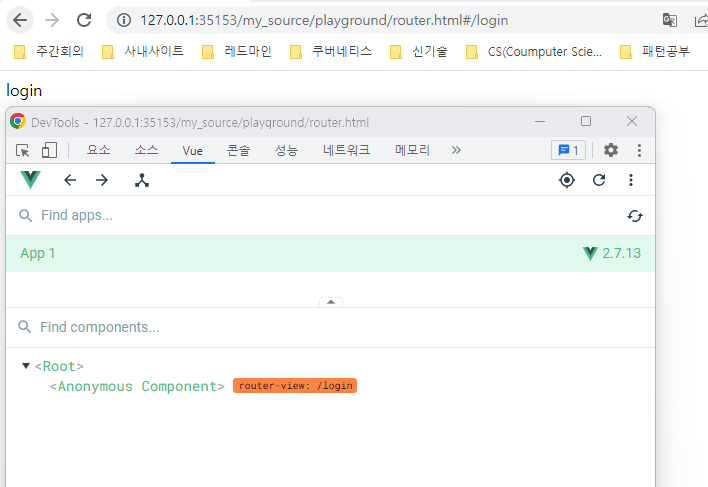 127.0.0.1:35153/my_source/playground/router.html#/login
주간회의 사내사이트 레드마인 쿠버네티스 신기술 CS(Coumputer Scie... 패턴공부
login
DevTools - 127.0.0.1:35153/my_source/playground/router.html
요소 소스 Vue 콘솔 성능 네트워크 메모리 » 1
Find apps...
App 1 2.7.13
Find components...
<Root>
<Anonymous Component> router-view: /login